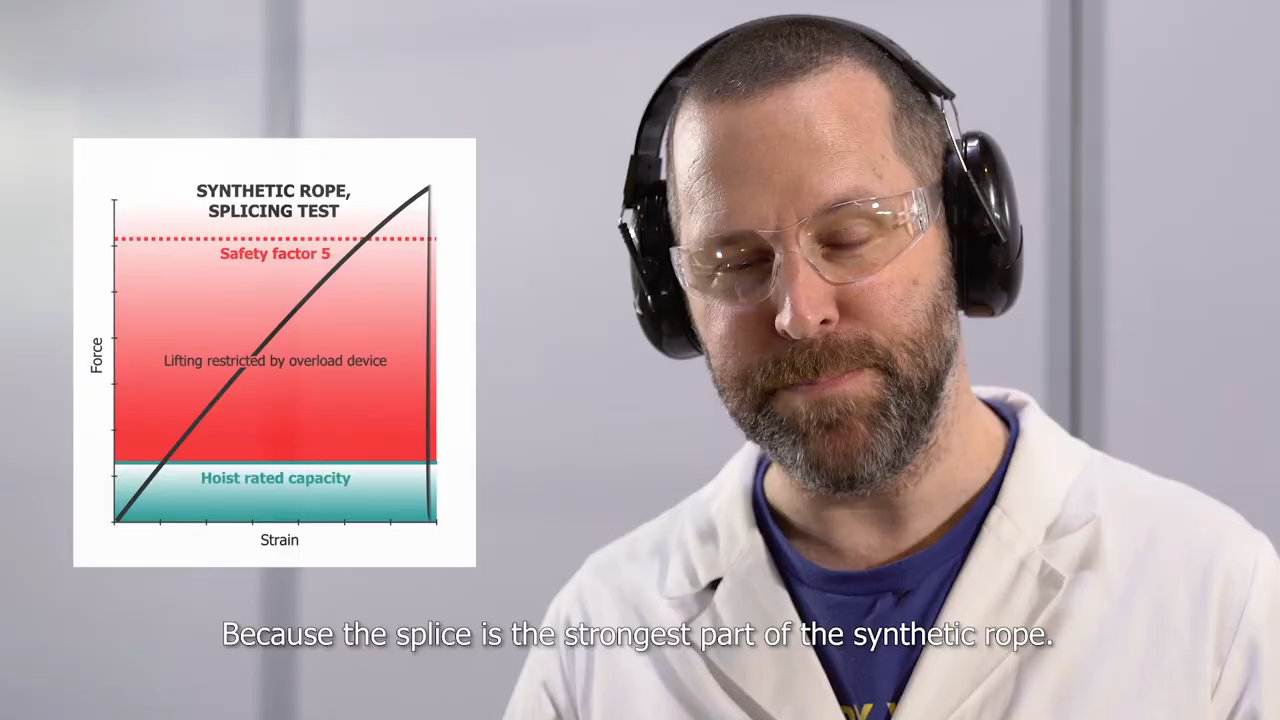 SYNTHETIC ROPE,
SPLICING TEST
Safety factor 5
Lifting restricted by overload device
Hoist rated capacity
Force
Strain
Because the splice is the strongest part of the synthetic rope.